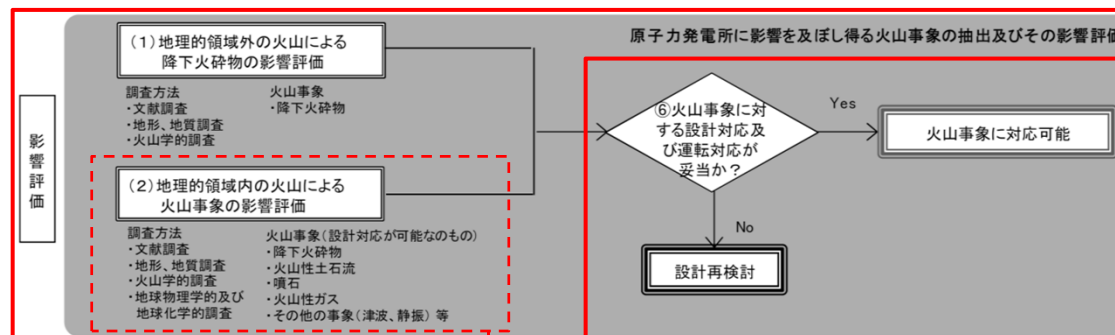 原子力発電所に影響を及ぼし得る火山事象の抽出及びその影響評価
影響評価
(1)地理的領域外の火山による
降下火砕物の影響評価
調査方法
・文献調査
・地形、地質調査
・火山学的調査
火山事象
・降下火砕物
(2)地理的領域内の火山による
火山事象の影響評価
調査方法
・文献調査
・地形、地質調査
・火山学的調査
・地球物理学的及び
地球化学的調査
火山事象(設計対応が可能なのもの)
・降下火砕物
・火山性土石流
・噴石
・火山性ガス
・その他の事象(津波、静振) 等
⑥火山事象に対
する設計対応及
び運転対応が
妥当か?
Yes
火山事象に対応可能
No
設計再検討